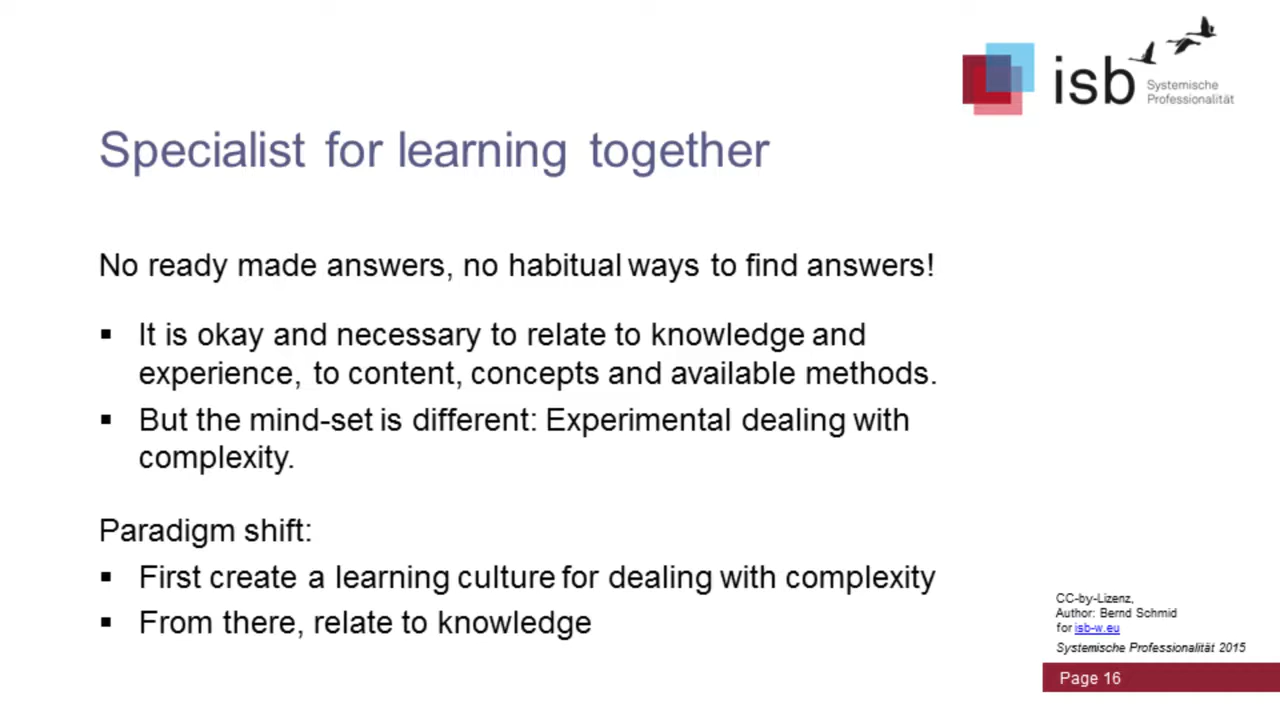 isb
Systemische
Professionalität
Specialist for learning together
No ready made answers, no habitual ways to find answers!
▪ It is okay and necessary to relate to knowledge and
experience, to content, concepts and available methods.
▪ But the mind-set is different: Experimental dealing with
complexity.
Paradigm shift:
▪ First create a learning culture for dealing with complexity
▪ From there, relate to knowledge
CC-by-Lizenz,
Author: Bernd Schmid
for isb-w.eu
Systemische Professionalität 2015
Page 16